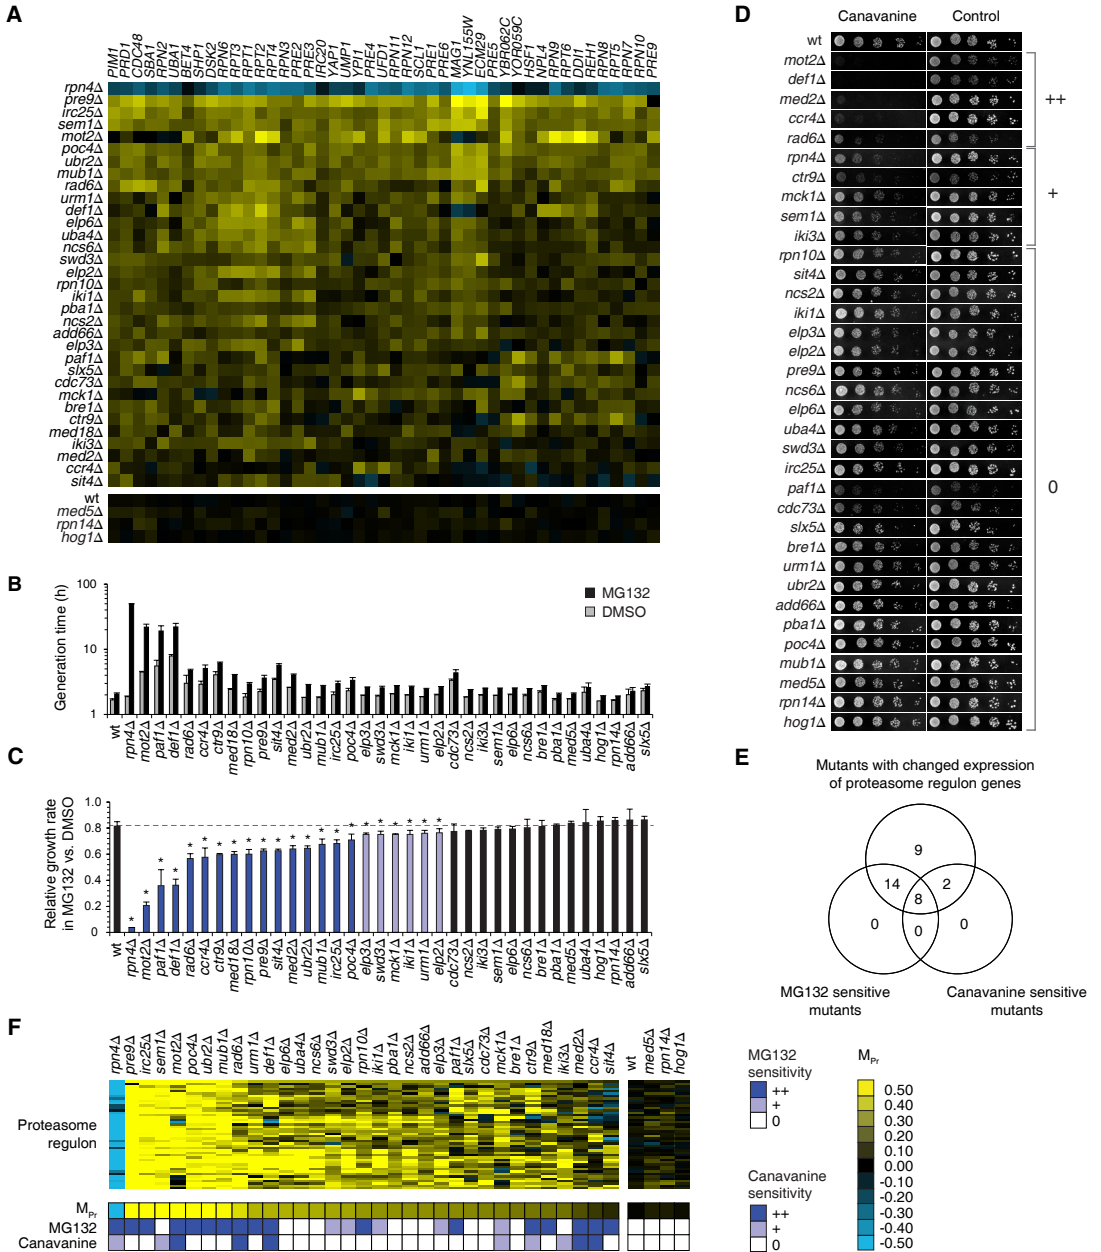 A
PIM1 PRD1 CDC48 SBA1 RPN2 UBA1 BET4 SHP1 DSK2 RPN6 RPT3 RPT1 RPT2 RPT4 RPN3 PRE2 PRE3 IRC20 YAP1 UMP1 YPI1 PRE4 UFD1 RPN11 RPN12 SCL1 PRE1 PRE6 MAG1 YNL155W ECM29 PRE5 YBR062C YOR059C HSF1 NPL4 RPN9 RPT6 DDI1 ERH1 RPN8 RPT5 RPN7 RPN10 PRE9
rpn4Δ
pre9Δ
irc25Δ
sem1Δ
mot2Δ
poc4Δ
ubr2Δ
mub1Δ
rad6Δ
urm1Δ
def1Δ
elp6Δ
uba4Δ
ncs6Δ
swd3Δ
elp2Δ
rpn10Δ
iki1Δ
pba1Δ
ncs2Δ
add66Δ
elp3Δ
paf1Δ
slx5Δ
cdc73Δ
mck1Δ
bre1Δ
ctr9Δ
med18Δ
iki3Δ
med2Δ
ccr4Δ
sit4Δ
wt
med5Δ
rpn14Δ
hog1Δ
B
Generation time (h)
100
10
1
MG132
DMSO
wt rpn4Δ mot2Δ paf1Δ def1Δ rad6Δ ccr4Δ ctr9Δ med18Δ rpn10Δ pre9Δ sit4Δ med2Δ ubr2Δ mub1Δ irc25Δ poc4Δ elp3Δ swd3Δ mck1Δ iki1Δ urm1Δ elp2Δ cdc73Δ ncs2Δ iki3Δ sem1Δ elp6Δ ncs6Δ bre1Δ pba1Δ med5Δ uba4Δ hog1Δ rpn14Δ add66Δ slx5Δ
C
Relative growth rate
in MG132 vs. DMSO
1.0
0.8
0.6
0.4
0.2
0
* * * * * * * * * * * * * * * * * * * * * *
wt rpn4Δ mot2Δ paf1Δ def1Δ rad6Δ ccr4Δ ctr9Δ med18Δ rpn10Δ pre9Δ sit4Δ med2Δ ubr2Δ mub1Δ irc25Δ poc4Δ elp3Δ swd3Δ mck1Δ iki1Δ urm1Δ elp2Δ cdc73Δ ncs2Δ iki3Δ sem1Δ elp6Δ ncs6Δ bre1Δ pba1Δ med5Δ uba4Δ hog1Δ rpn14Δ add66Δ slx5Δ
D
Canavanine Control
wt
mot2Δ
def1Δ
med2Δ
++
ccr4Δ
rad6Δ
rpn4Δ
ctr9Δ
mck1Δ
+
sem1Δ
iki3Δ
rpn10Δ
sit4Δ
ncs2Δ
iki1Δ
elp3Δ
elp2Δ
pre9Δ
ncs6Δ
elp6Δ
uba4Δ
swd3Δ
irc25Δ
paf1Δ
0
cdc73Δ
slx5Δ
bre1Δ
urm1Δ
ubr2Δ
add66Δ
pba1Δ
poc4Δ
mub1Δ
med5Δ
rpn14Δ
hog1Δ
E
Mutants with changed expression
of proteasome regulon genes
9
14
2
8
0
0
0
MG132 sensitive
mutants
Canavanine sensitive
mutants
F
rpn4Δ pre9Δ irc25Δ sem1Δ mot2Δ poc4Δ ubr2Δ mub1Δ rad6Δ urm1Δ def1Δ elp6Δ uba4Δ ncs6Δ swd3Δ elp2Δ rpn10Δ iki1Δ pba1Δ ncs2Δ add66Δ elp3Δ paf1Δ slx5Δ cdc73Δ mck1Δ bre1Δ ctr9Δ med18Δ iki3Δ med2Δ ccr4Δ sit4Δ wt med5Δ rpn14Δ hog1Δ
Proteasome
regulon
MPr
MG132
Canavanine
MG132
sensitivity
++
+
0
Canavanine
sensitivity
++
+
0
MPr
0.50
0.40
0.30
0.20
0.10
0.00
-0.10
-0.20
-0.30
-0.40
-0.50